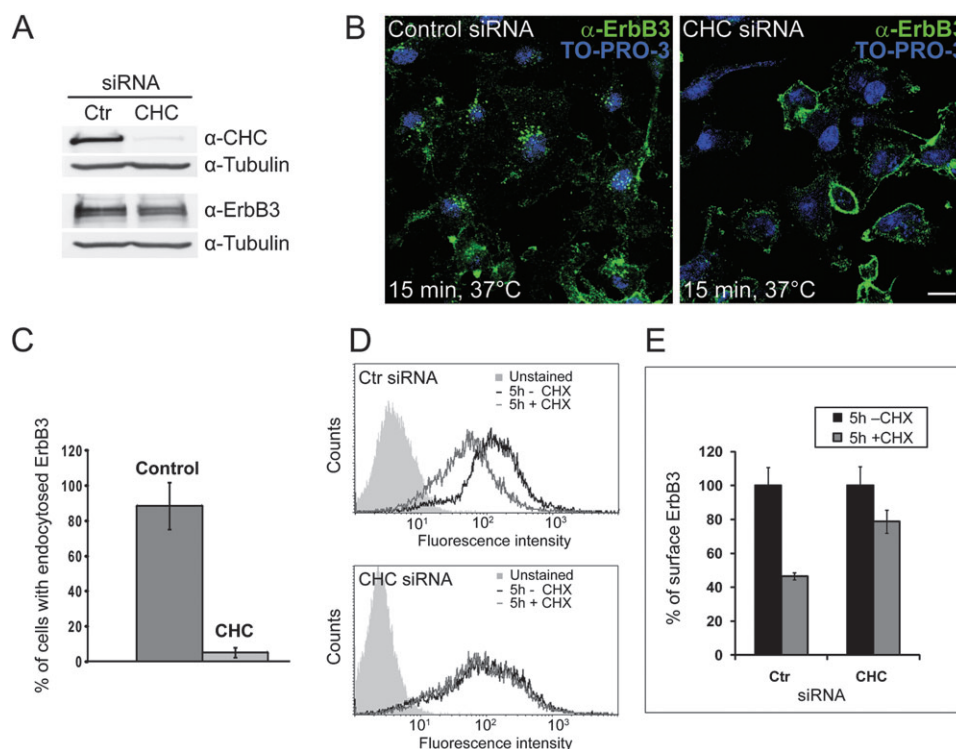 A
siRNA
Ctr CHC
α-CHC
α-Tubulin
α-ErbB3
α-Tubulin
B
Control siRNA
α-ErbB3
TO-PRO-3
15 min, 37°C
CHC siRNA
α-ErbB3
TO-PRO-3
15 min, 37°C
C
% of cells with endocytosed ErbB3
120
100
80
60
40
20
0
Control
CHC
D
Ctr siRNA
Unstained
5h - CHX
5h + CHX
Counts
10¹ 10² 10³
Fluorescence intensity
CHC siRNA
Unstained
5h - CHX
5h + CHX
Counts
10¹ 10² 10³
Fluorescence intensity
E
5h –CHX
5h +CHX
% of surface ErbB3
120
100
80
60
40
20
0
Ctr CHC
siRNA